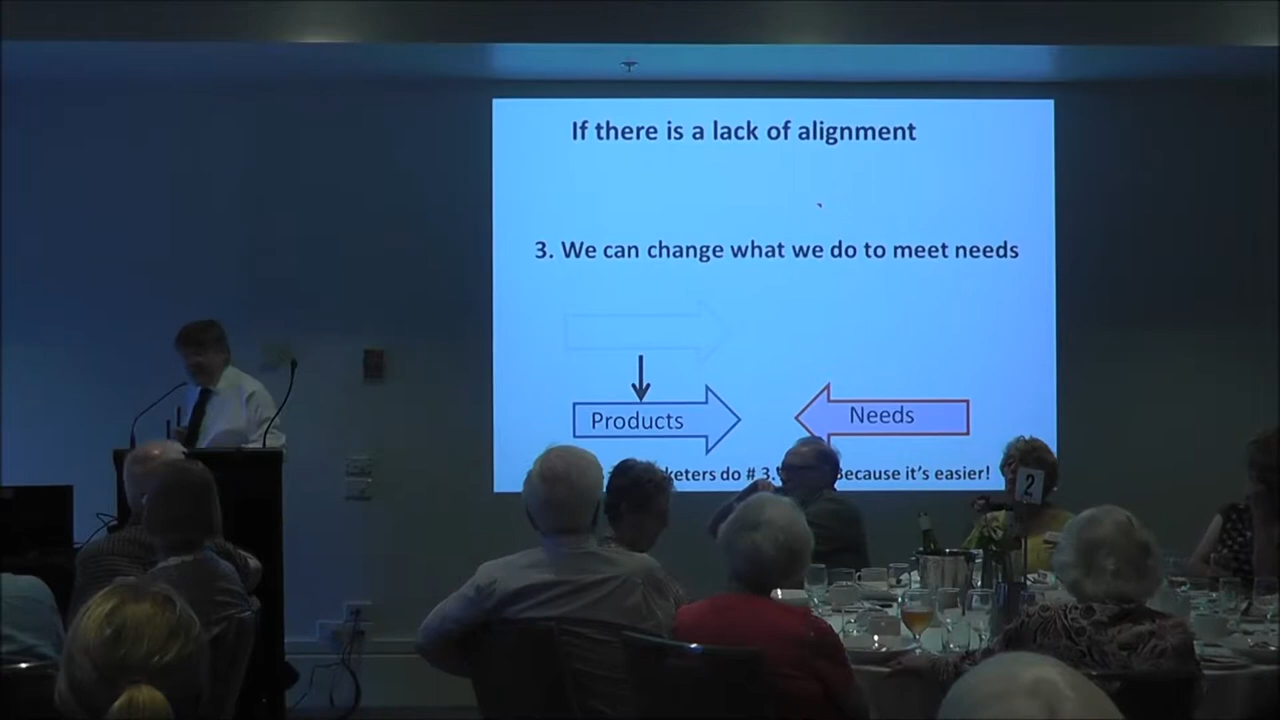 If there is a lack of alignment
3. We can change what we do to meet needs
Products
Needs
do # 3. Because it's easier!
2